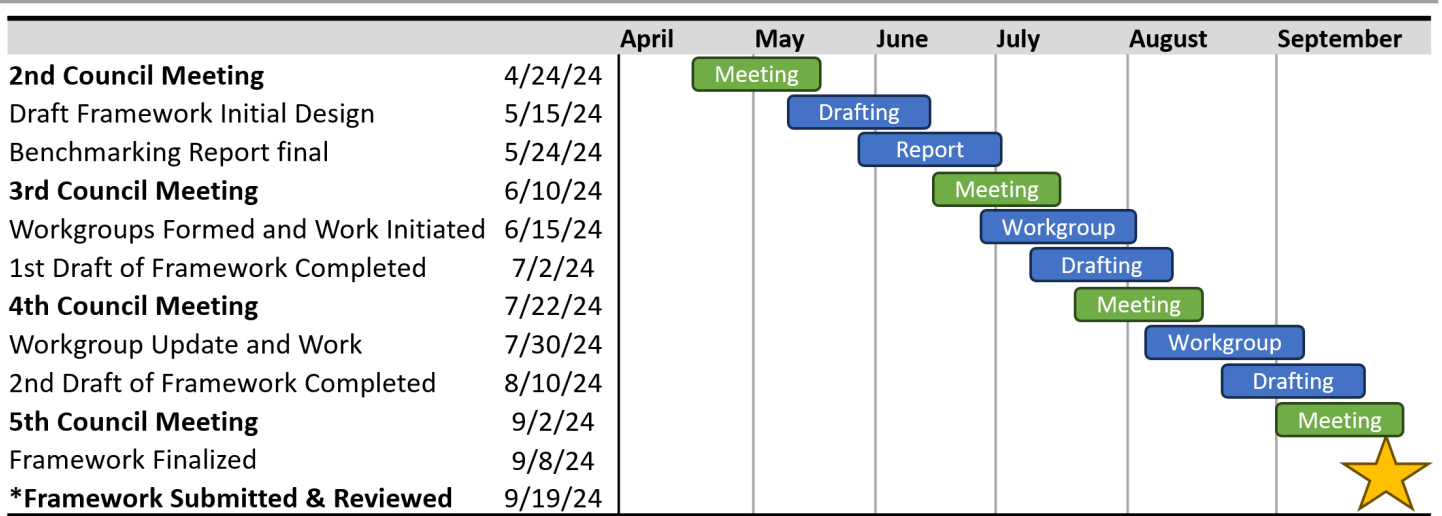 April May June July August September
2nd Council Meeting 4/24/24 Meeting
Draft Framework Initial Design 5/15/24 Drafting
Benchmarking Report final 5/24/24 Report
3rd Council Meeting 6/10/24 Meeting
Workgroups Formed and Work Initiated 6/15/24 Workgroup
1st Draft of Framework Completed 7/2/24 Drafting
4th Council Meeting 7/22/24 Meeting
Workgroup Update and Work 7/30/24 Workgroup
2nd Draft of Framework Completed 8/10/24 Drafting
5th Council Meeting 9/2/24 Meeting
Framework Finalized 9/8/24
*Framework Submitted & Reviewed 9/19/24